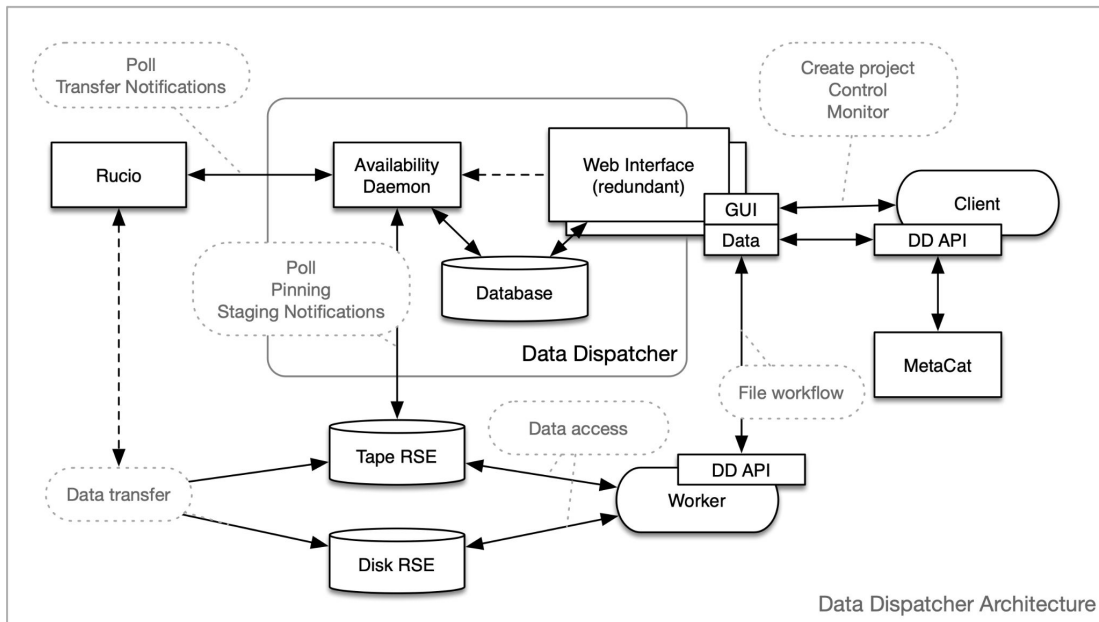 Poll
Transfer Notifications
Create project
Control
Monitor
Rucio
Availability
Daemon
Web Interface
(redundant)
GUI
Data
Client
DD API
Poll
Pinning
Staging Notifications
Database
Data Dispatcher
MetaCat
File workflow
Data access
Tape RSE
DD API
Worker
Data transfer
Disk RSE
Data Dispatcher Architecture